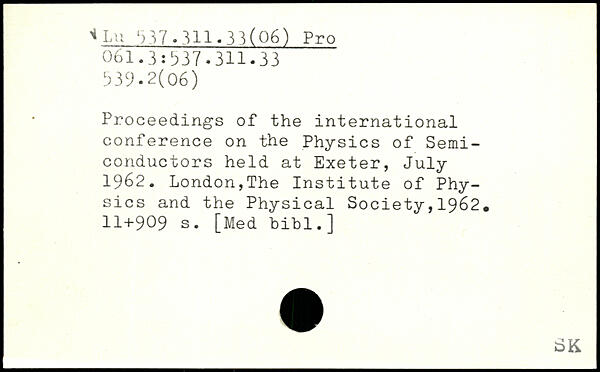 Lu 537.311.33(06) Pro
061.3:537.311.33
539.2(06)
Proceedings of the international
conference on the Physics of Semi-
conductors held at Exeter, July
1962. London,The Institute of Phy-
sics and the Physical Society,1962.
11+909 s. [Med bibl.]
SK